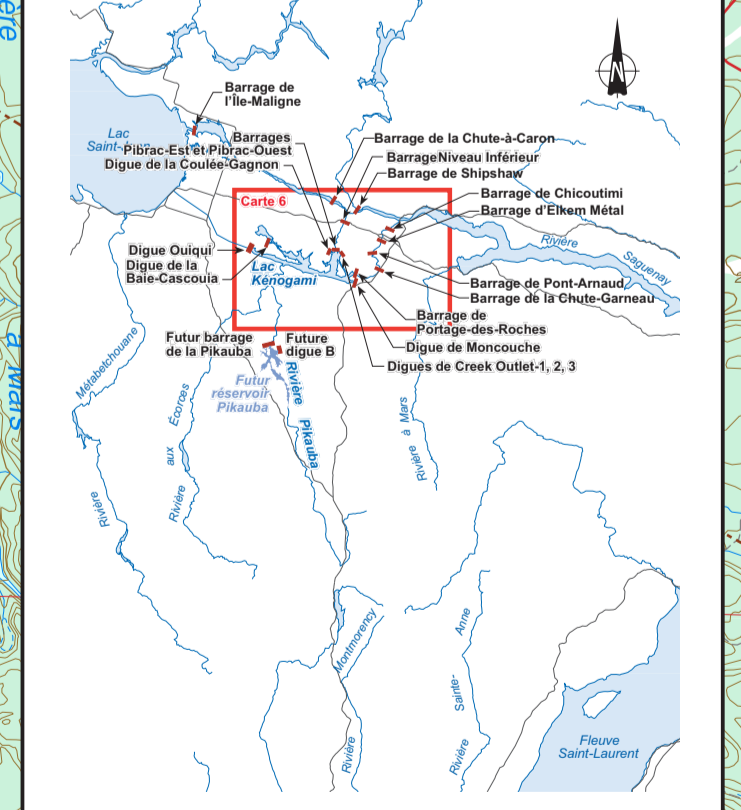 ère
à Mars
N
Barrage de
l'Île-Maligne
Lac
Saint-Jean
Barrages
Pibrac-Est et Pibrac-Ouest
Digue de la Coulée-Gagnon
Barrage de la Chute-à-Caron
Barrage Niveau Inférieur
Barrage de Shipshaw
Carte 6
Barrage de Chicoutimi
Barrage d'Elkem Métal
Rivière Saguenay
Digue Ouiqui
Digue de la
Baie-Cascouia
Lac
Kénogami
Barrage de Pont-Arnaud
Barrage de la Chute-Garneau
Barrage de
Portage-des-Roches
Digue de Moncouche
Digues de Creek Outlet-1, 2, 3
Futur barrage
de la Pikauba
Future
digue B
Futur
réservoir
Pikauba
Rivière Pikauba
Rivière Métabetchouane
Rivière aux Écorces
Rivière à Mars
Rivière Montmorency
Rivière Sainte-Anne
Fleuve
Saint-Laurent